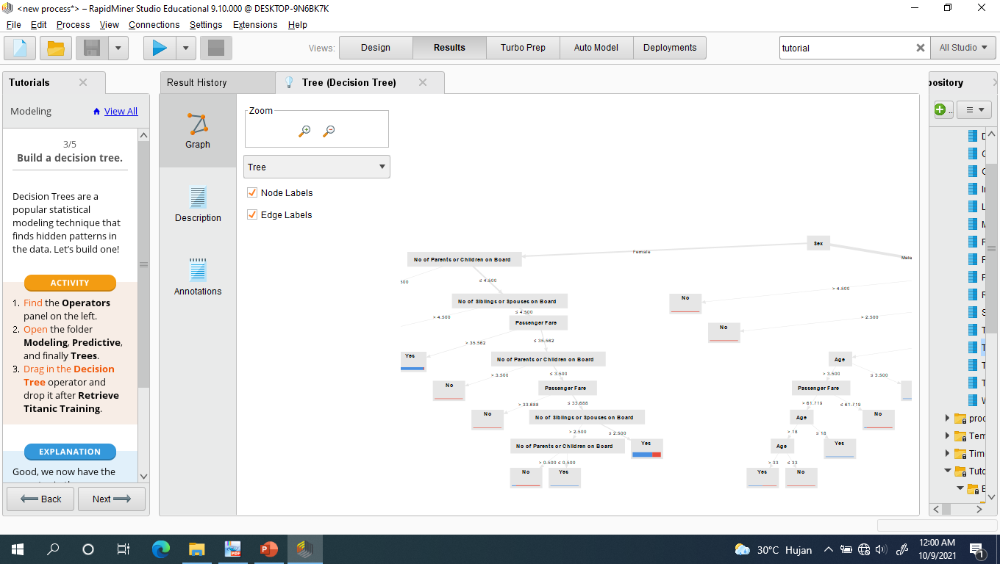 <new process*> – RapidMiner Studio Educational 9.10.000 @ DESKTOP-9N6BK7K
File Edit Process View Connections Settings Extensions Help
Views: Design Results Turbo Prep Auto Model Deployments
tutorial
All Studio
Tutorials
Modeling
View All
3/5
Build a decision tree.
Decision Trees are a
popular statistical
modeling technique that
finds hidden patterns in
the data. Let's build one!
ACTIVITY
1. Find the Operators
panel on the left.
2. Open the folder
Modeling, Predictive,
and finally Trees.
3. Drag in the Decision
Tree operator and
drop it after Retrieve
Titanic Training.
EXPLANATION
Good, we now have the
Back
Next
Result History
Tree (Decision Tree)
Graph
Description
Annotations
Zoom
Tree
Node Labels
Edge Labels
Sex
Female
Male
No of Parents or Children on Board
500
≤ 4.500
No of Siblings or Spouses on Board
> 4.500
≤ 4.500
Passenger Fare
> 35.562
≤ 35.562
Yes
No of Parents or Children on Board
> 3.500
≤ 3.500
No
Passenger Fare
> 33.688
≤ 33.688
No
No of Siblings or Spouses on Board
> 2.500
≤ 2.500
No of Parents or Children on Board
Yes
> 0.500
≤ 0.500
No
Yes
> 4.500
No
> 2.500
No
Age
> 3.500
≤ 3.500
Passenger Fare
> 61.719
≤ 61.719
Age
No
> 18
≤ 18
Age
Yes
> 33
≤ 33
Yes
No
pository
..
proc
Tem
Tim
Tuto
30°C Hujan
12:00 AM
10/9/2021
1